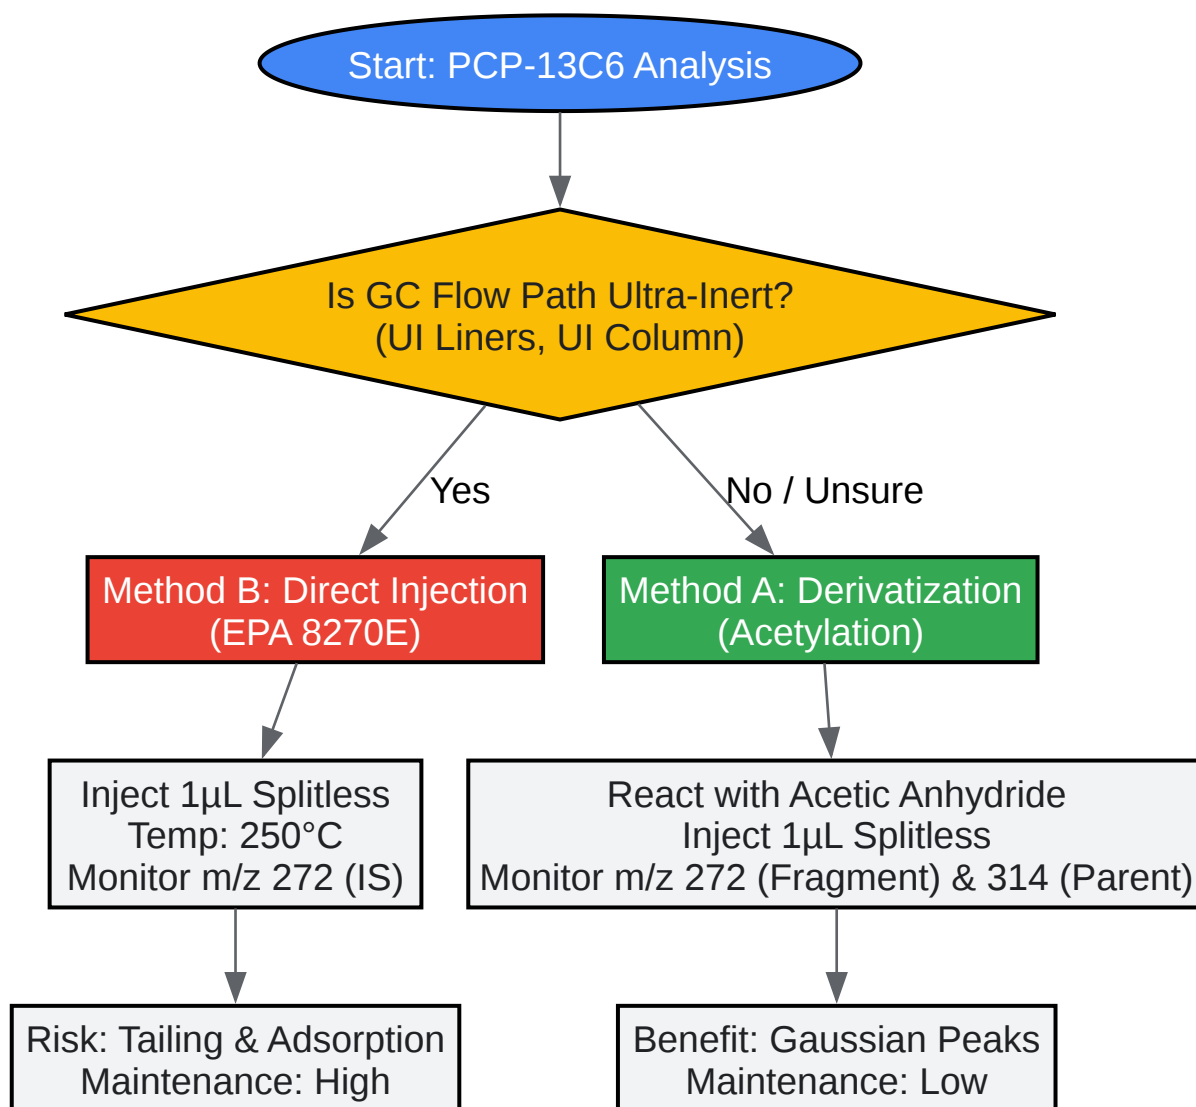 Start: PCP-13C6 Analysis
Is GC Flow Path Ultra-Inert?
(UI Liners, UI Column)
Yes
No / Unsure
Method B: Direct Injection
(EPA 8270E)
Method A: Derivatization
(Acetylation)
Inject 1µL Splitless
Temp: 250°C
Monitor m/z 272 (IS)
React with Acetic Anhydride
Inject 1µL Splitless
Monitor m/z 272 (Fragment) & 314 (Parent)
Risk: Tailing & Adsorption
Maintenance: High
Benefit: Gaussian Peaks
Maintenance: Low